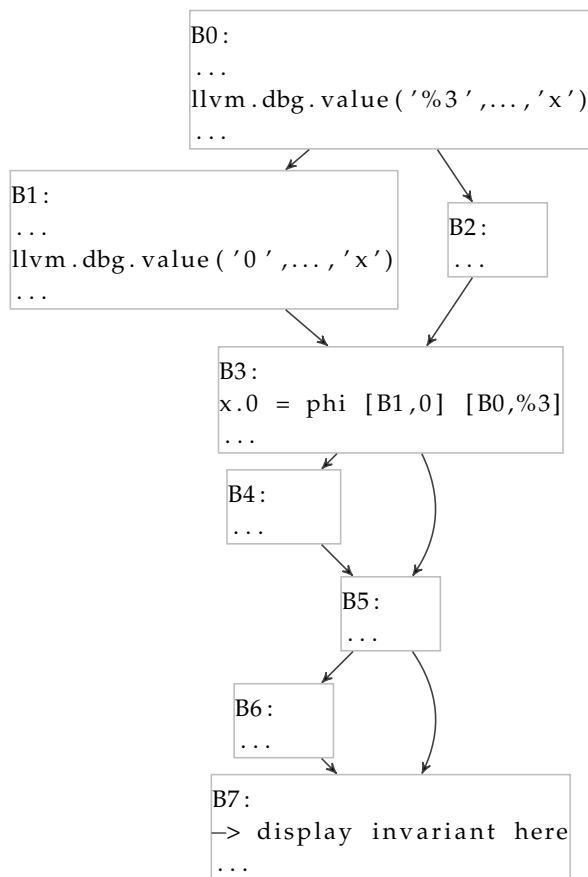 B0:
...
llvm.dbg.value('%3',...,'x')
...
B1:
...
llvm.dbg.value('0',...,'x')
...
B2:
...
B3:
x.0 = phi [B1,0] [B0,%3]
...
B4:
...
B5:
...
B6:
...
B7:
—> display invariant here
...